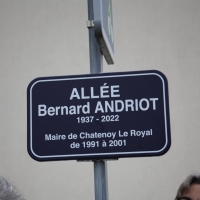 ALLÉE
Bernard ANDRIOT
1937 - 2022
Maire de Chatenoy Le Royal
de 1991 à 2001